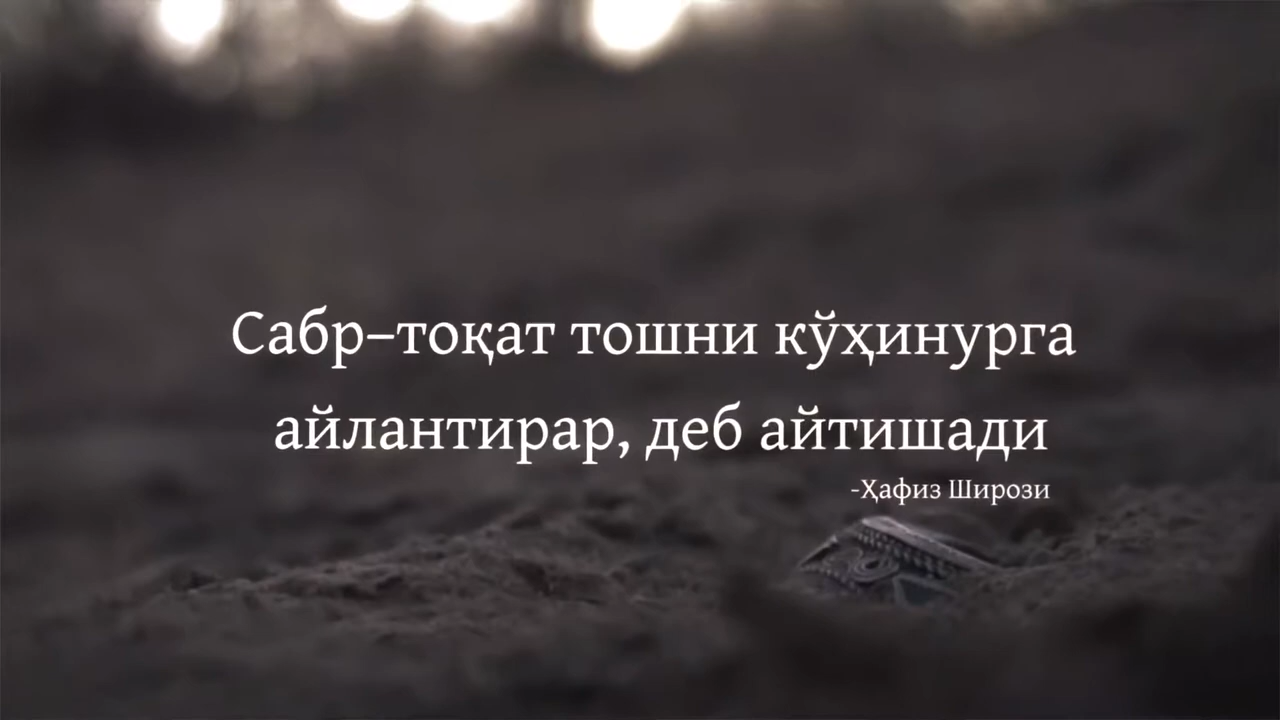 Сабр–тоқат тошни кўҳинурга
айлантирар, деб айтишади
-Ҳафиз Ширози